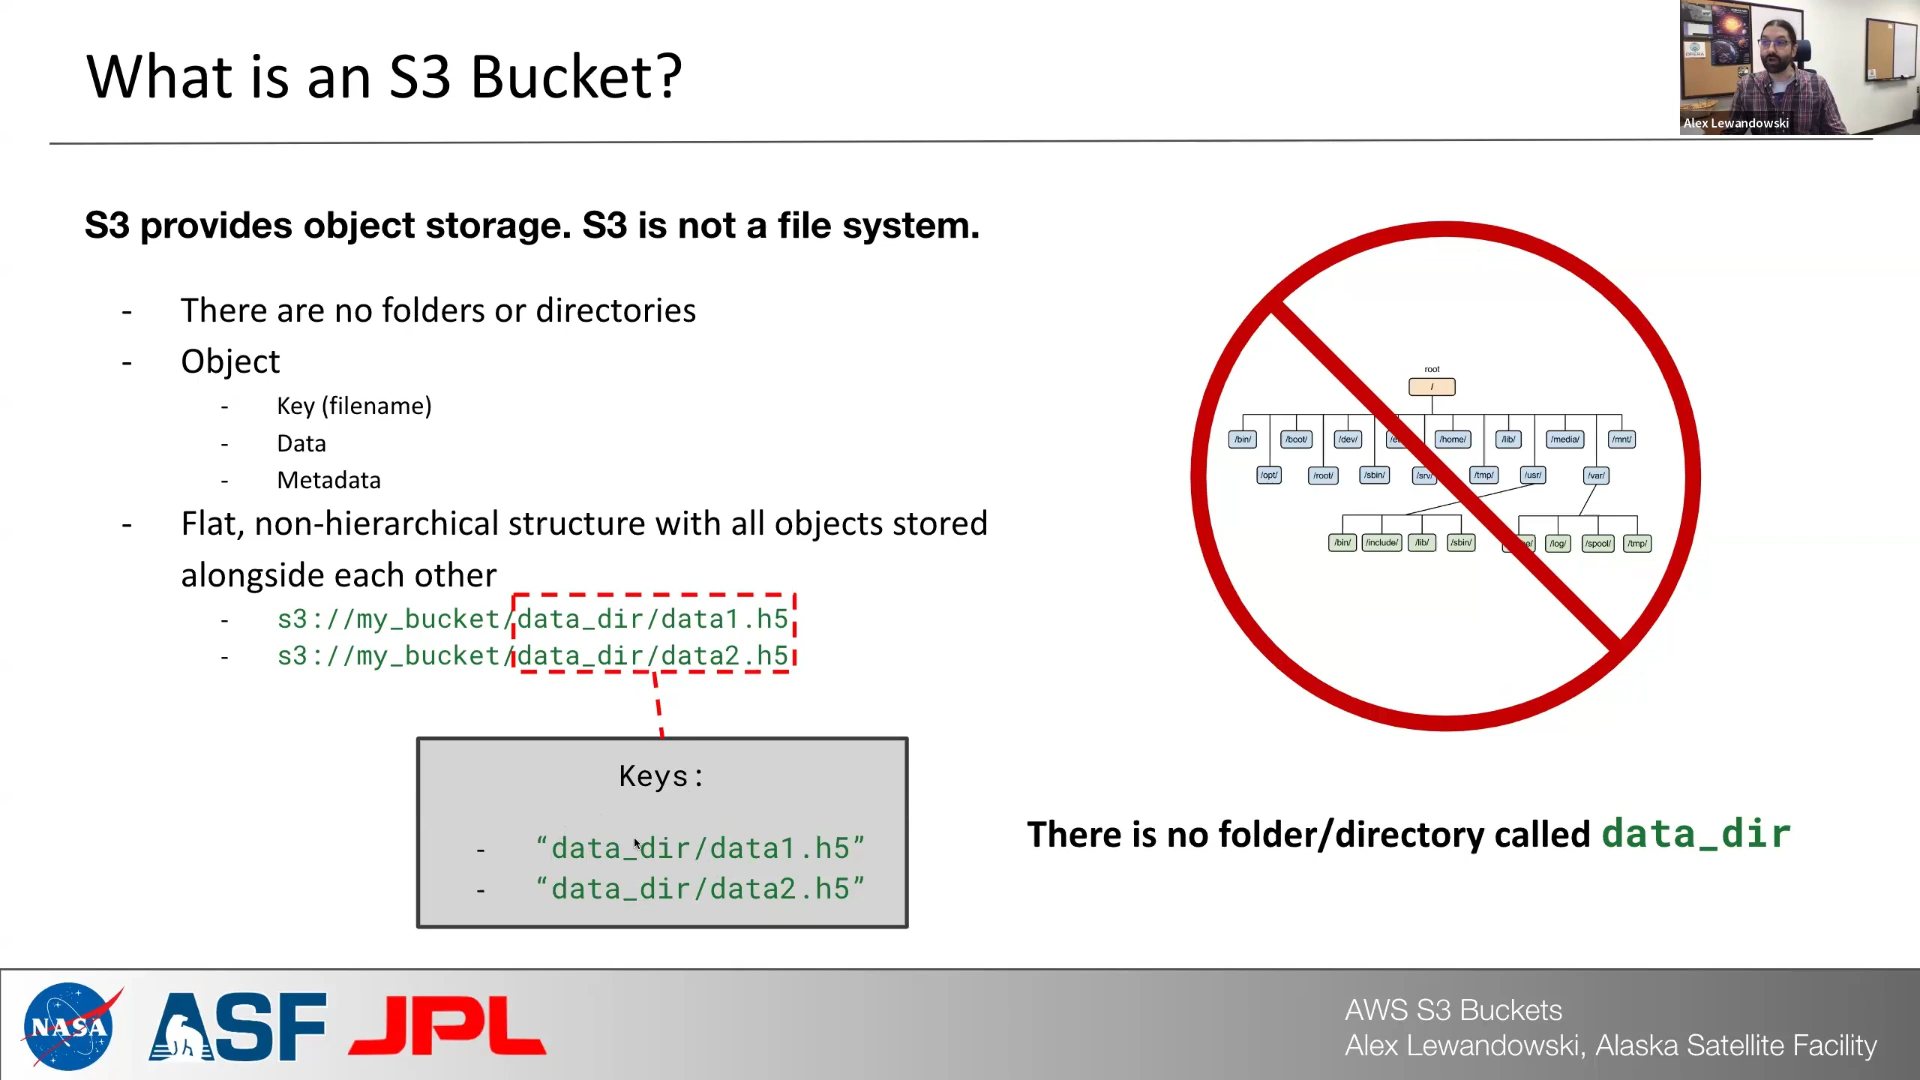 What is an S3 Bucket?
Alex Lewandowski
S3 provides object storage. S3 is not a file system.
- There are no folders or directories
- Object
- Key (filename)
- Data
- Metadata
- Flat, non-hierarchical structure with all objects stored
alongside each other
- s3://my_bucket/data_dir/data1.h5
- s3://my_bucket/data_dir/data2.h5
Keys:
- “data_dir/data1.h5”
- “data_dir/data2.h5”
root
/
/bin/ /boot/ /dev/ /home/ /lib/ /media/ /mnt/
/opt/ /root/ /sbin/ /srv/ /tmp/ /usr/ /var/
/bin/ /include/ /lib/ /sbin/ /log/ /spool/ /tmp/
There is no folder/directory called data_dir
NASA ASF JPL
AWS S3 Buckets
Alex Lewandowski, Alaska Satellite Facility